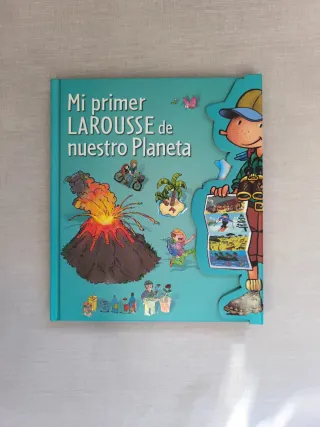 Mi primer
LAROUSSE de
nuestro Planeta